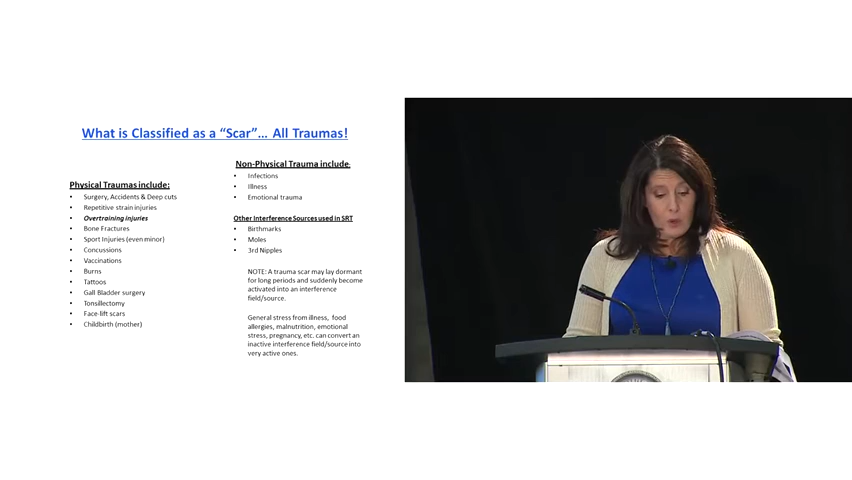 What is Classified as a “Scar”... All Traumas!
Physical Traumas include:
• Surgery, Accidents & Deep cuts
• Repetitive strain injuries
• Overtraining injuries
• Bone Fractures
• Sport Injuries (even minor)
• Concussions
• Vaccinations
• Burns
• Tattoos
• Gall Bladder surgery
• Tonsillectomy
• Face-lift scars
• Childbirth (mother)
Non-Physical Trauma include
• Infections
• Illness
• Emotional trauma
Other Interference Sources used in SRT
• Birthmarks
• Moles
• 3rd Nipples
NOTE: A trauma scar may lay dormant
for long periods and suddenly become
activated into an interference
field/source.
General stress from illness, food
allergies, malnutrition, emotional
stress, pregnancy, etc. can convert an
inactive interference field/source into
very active ones.